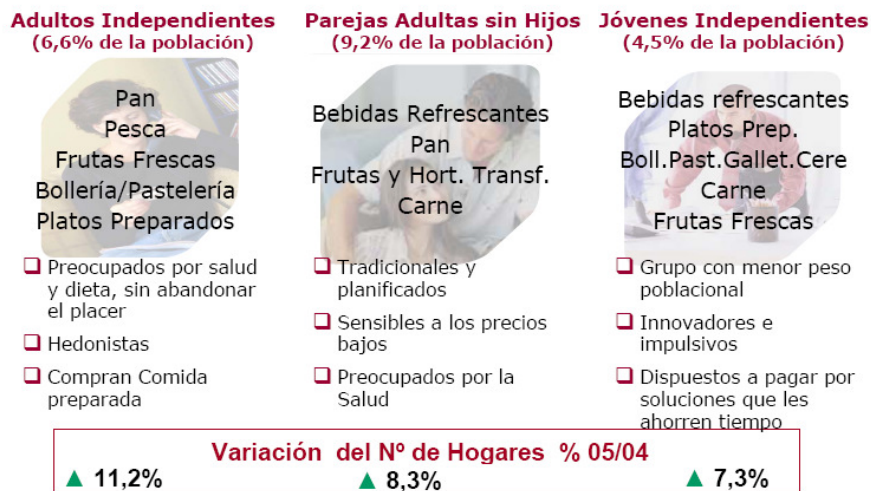 Adultos Independientes
(6,6% de la población)
Pan
Pesca
Frutas Frescas
Bollería/Pastelería
Platos Preparados
❑ Preocupados por salud
y dieta, sin abandonar
el placer
❑ Hedonistas
❑ Compran Comida
preparada
Parejas Adultas sin Hijos
(9,2% de la población)
Bebidas Refrescantes
Pan
Frutas y Hort. Transf.
Carne
❑ Tradicionales y
planificados
❑ Sensibles a los precios
bajos
❑ Preocupados por la
Salud
Jóvenes Independientes
(4,5% de la población)
Bebidas refrescantes
Platos Prep.
Boll.Past.Gallet.Cere
Carne
Frutas Frescas
❑ Grupo con menor peso
poblacional
❑ Innovadores e
impulsivos
❑ Dispuestos a pagar por
soluciones que les
ahorren tiempo
Variación del Nº de Hogares % 05/04
▲ 11,2% ▲ 8,3% ▲ 7,3%